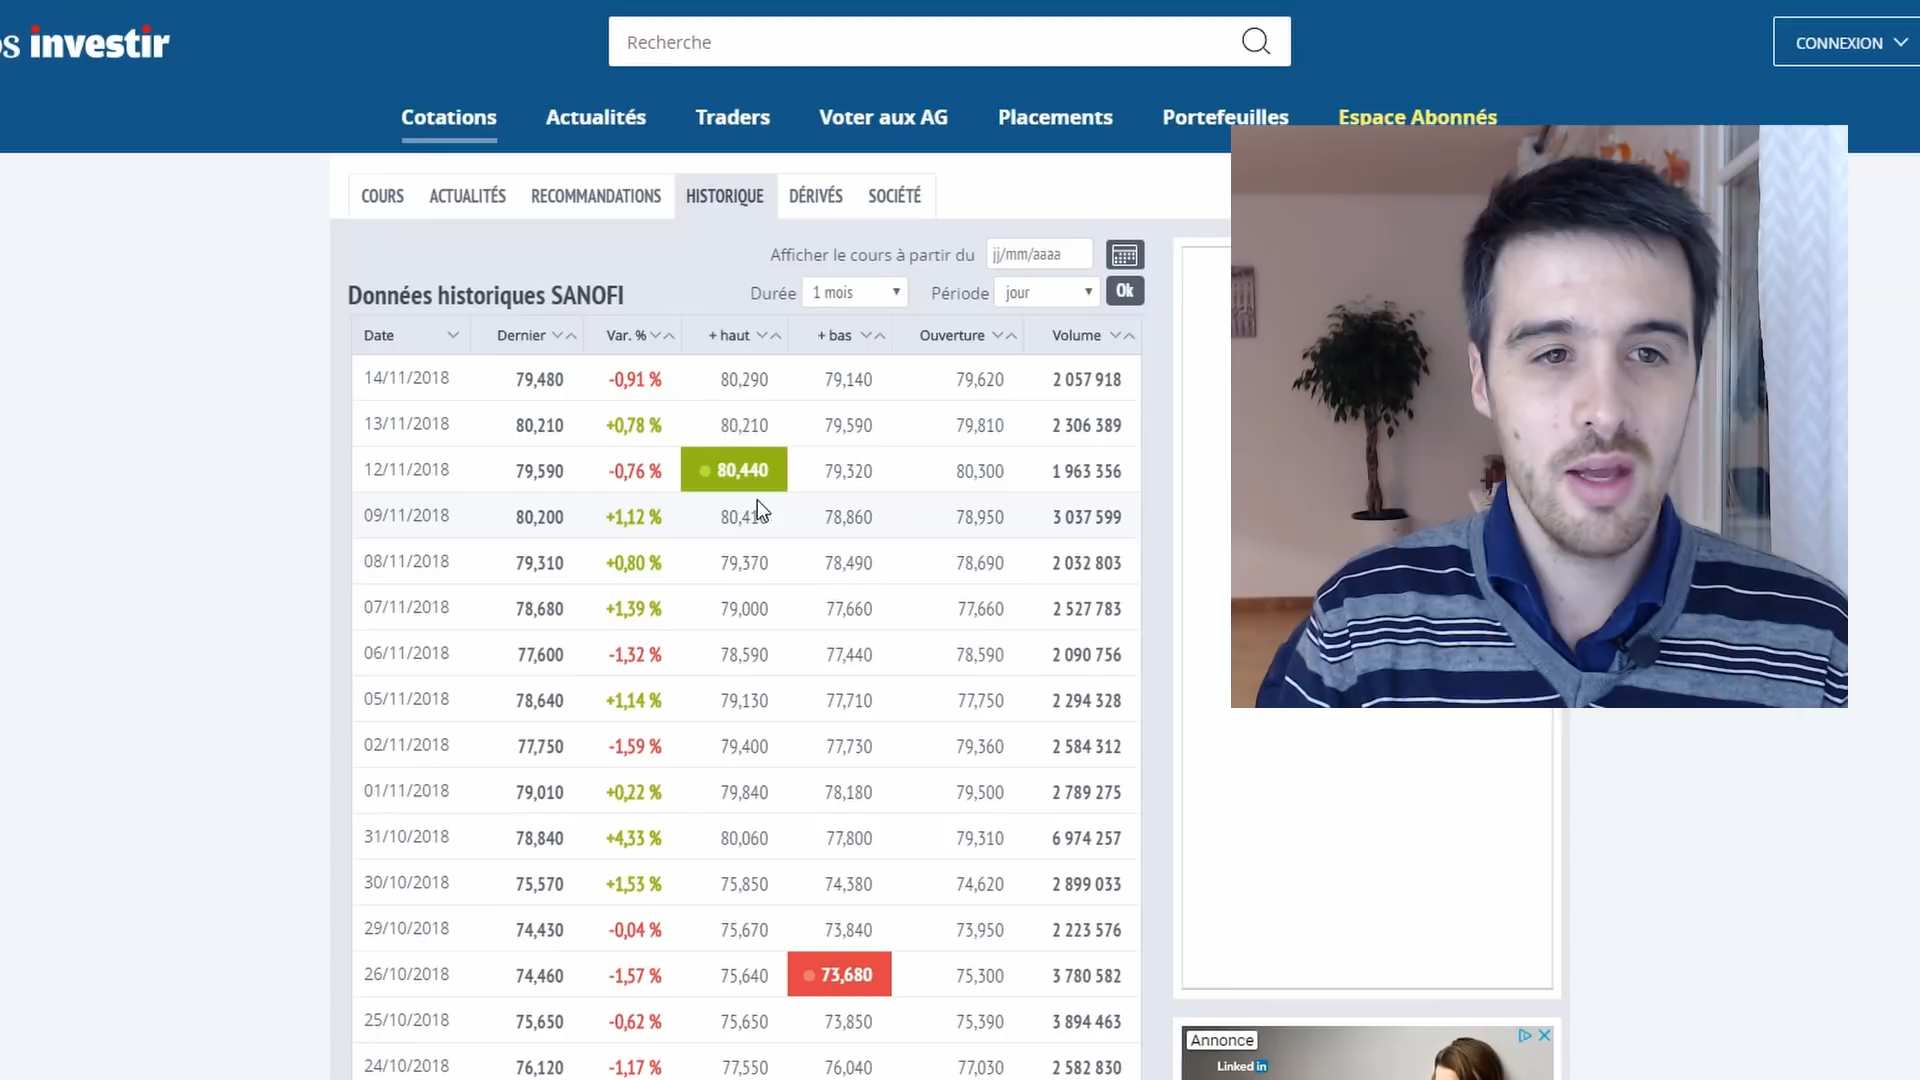 os investir
Recherche
CONNEXION
Cotations Actualités Traders Voter aux AG Placements Portefeuilles Espace Abonnés
COURS ACTUALITÉS RECOMMANDATIONS HISTORIQUE DÉRIVÉS SOCIÉTÉ
Afficher le cours à partir du jj/mm/aaaa
Données historiques SANOFI Durée 1 mois Période jour Ok
Date Dernier Var. % + haut + bas Ouverture Volume
14/11/2018 79,480 -0,91 % 80,290 79,140 79,620 2 057 918
13/11/2018 80,210 +0,78 % 80,210 79,590 79,810 2 306 389
12/11/2018 79,590 -0,76 % 80,440 79,320 80,300 1 963 356
09/11/2018 80,200 +1,12 % 78,860 78,950 3 037 599
08/11/2018 79,310 +0,80 % 79,370 78,490 78,690 2 032 803
07/11/2018 78,680 +1,39 % 79,000 77,660 77,660 2 527 783
06/11/2018 77,600 -1,32 % 78,590 77,440 78,590 2 090 756
05/11/2018 78,640 +1,14 % 79,130 77,710 77,750 2 294 328
02/11/2018 77,750 -1,59 % 79,400 77,730 79,360 2 584 312
01/11/2018 79,010 +0,22 % 79,840 78,180 79,500 2 789 275
31/10/2018 78,840 +4,33 % 80,060 77,800 79,310 6 974 257
30/10/2018 75,570 +1,53 % 75,850 74,380 74,620 2 899 033
29/10/2018 74,430 -0,04 % 75,670 73,840 73,950 2 223 576
26/10/2018 74,460 -1,57 % 75,640 73,680 75,300 3 780 582
25/10/2018 75,650 -0,62 % 75,650 73,850 75,390 3 894 463
24/10/2018 76,120 -1,17 % 77,550 76,040 77,030 2 582 830
Annonce
Linked in